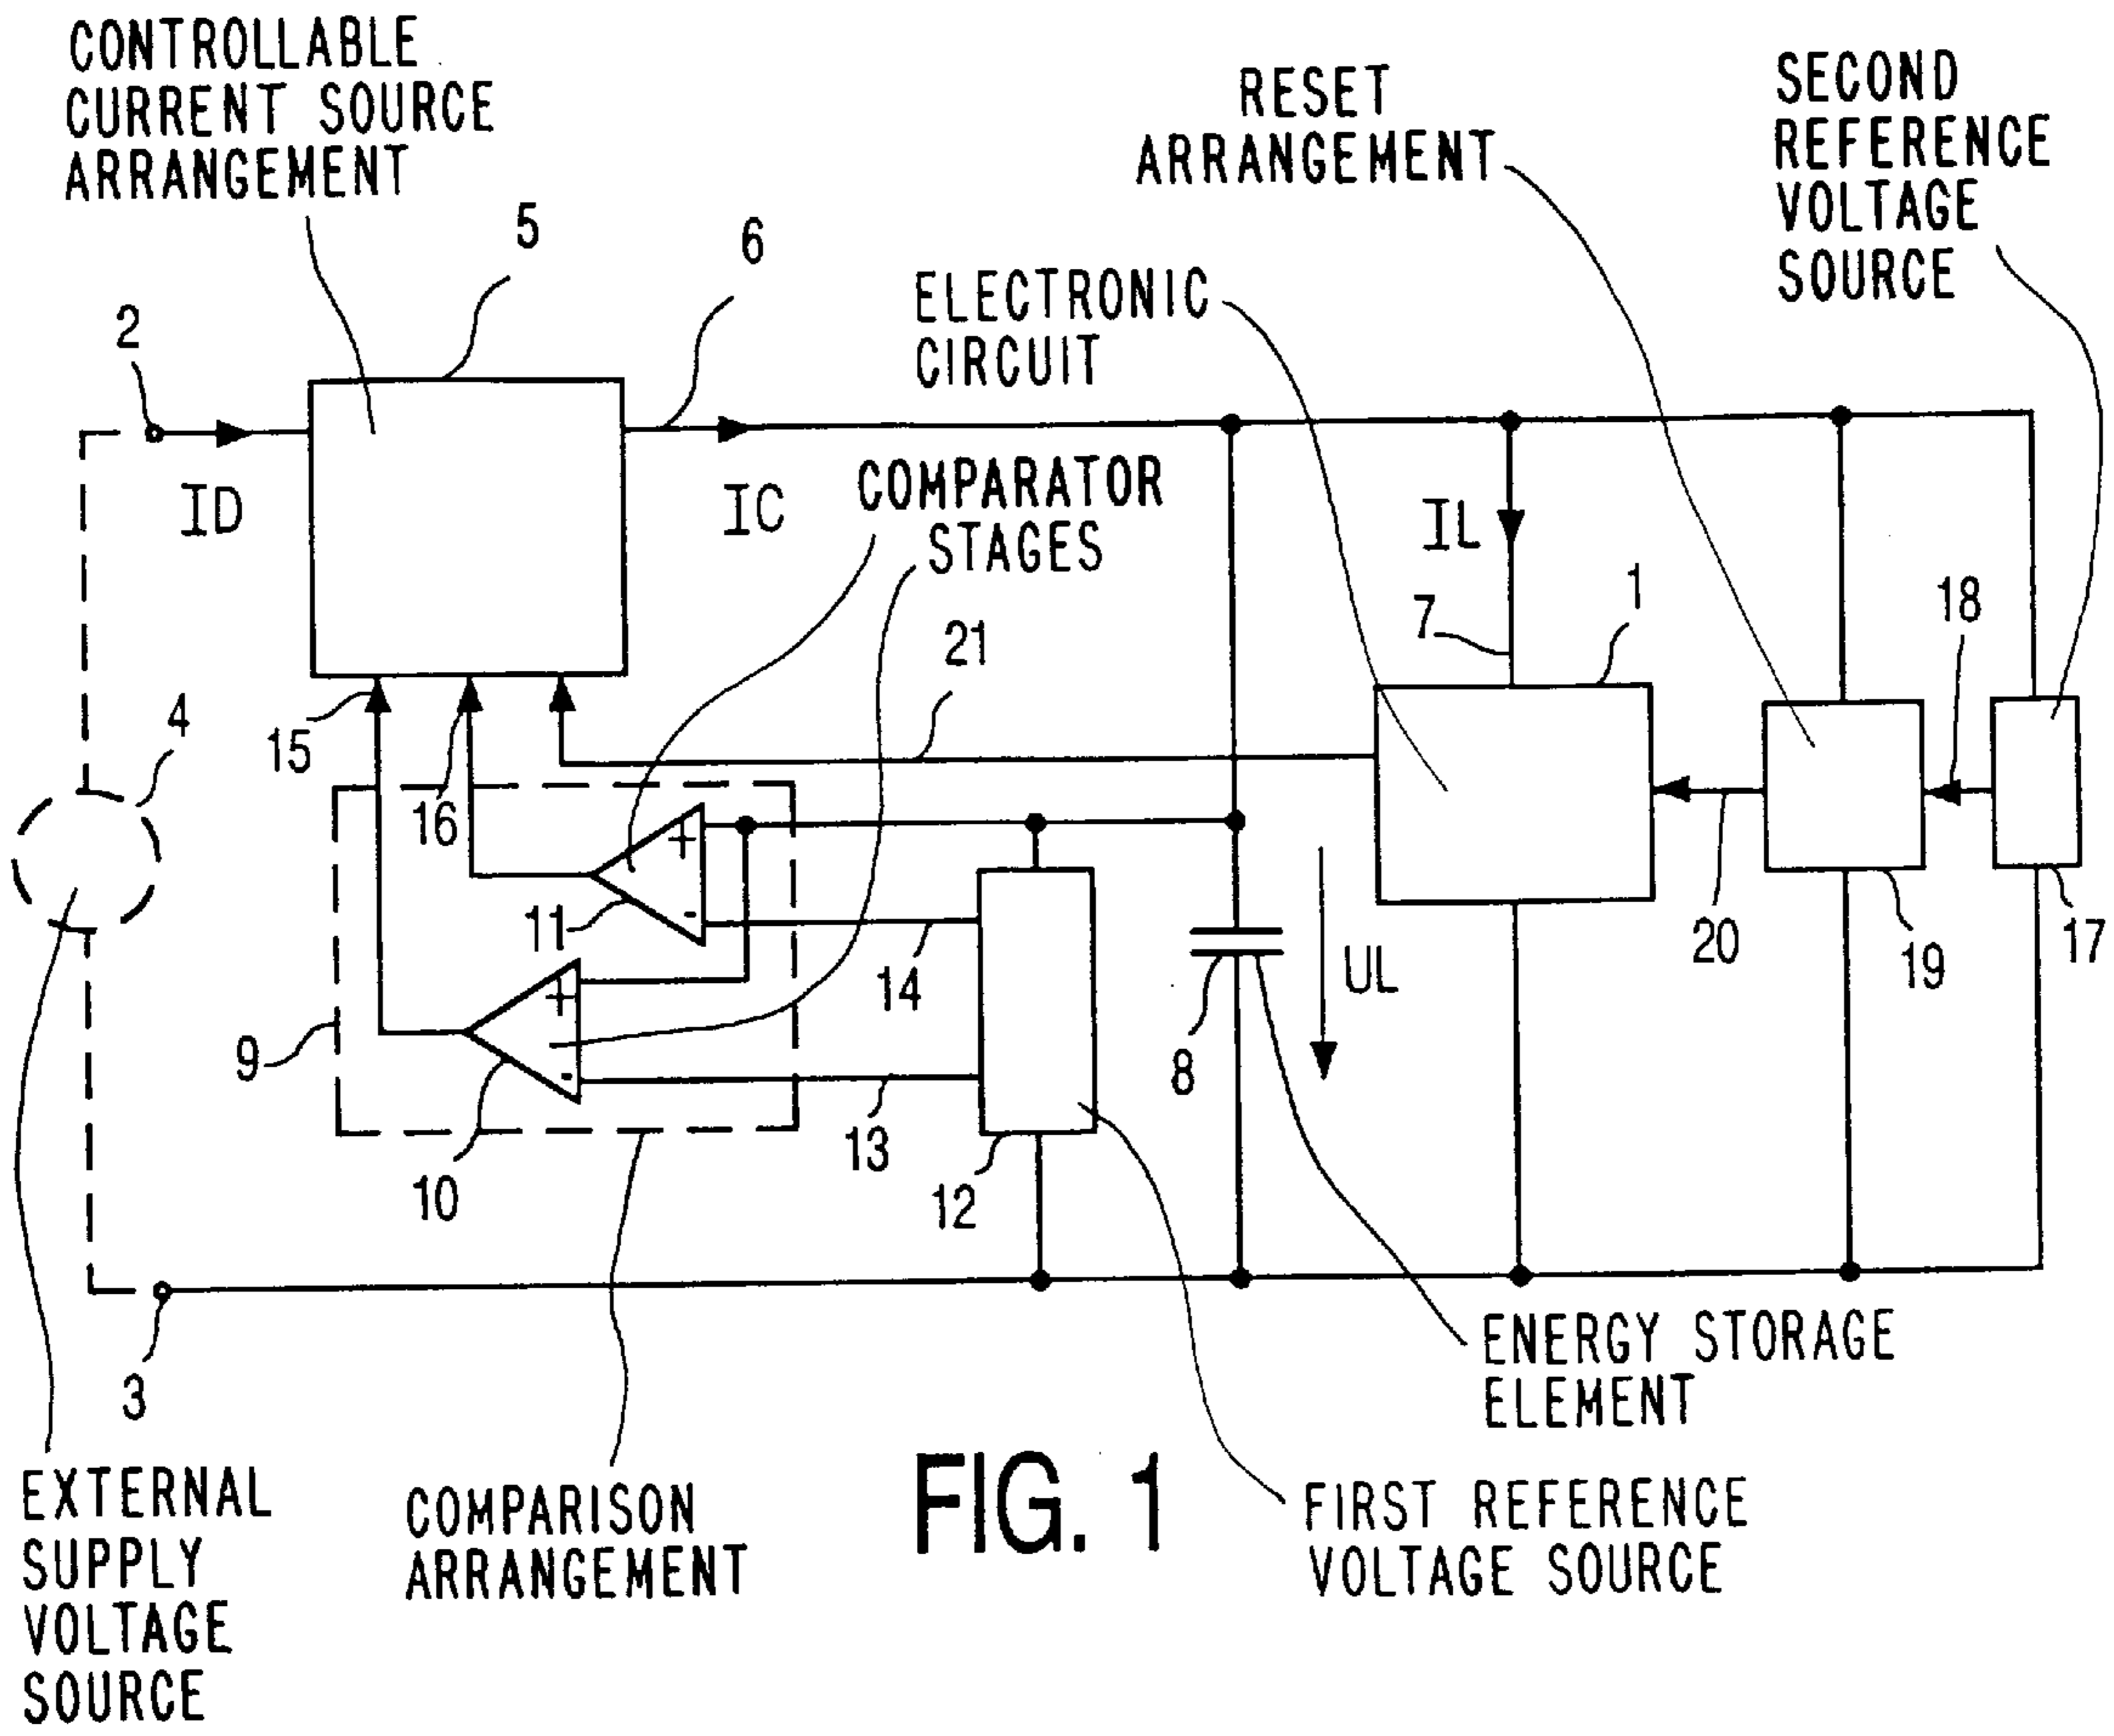 CONTROLLABLE
CURRENT SOURCE
ARRANGEMENT
RESET
ARRANGEMENT
SECOND
REFERENCE
VOLTAGE
SOURCE
5
6
ELECTRONIC
CIRCUIT
2
ID
IC
COMPARATOR
STAGES
IL
7
1
18
21
4
15
16
+
-
11
14
+
-
9
10
13
12
8
UL
20
19
17
3
ENERGY STORAGE
ELEMENT
EXTERNAL
SUPPLY
VOLTAGE
SOURCE
COMPARISON
ARRANGEMENT
FIG. 1
FIRST REFERENCE
VOLTAGE SOURCE